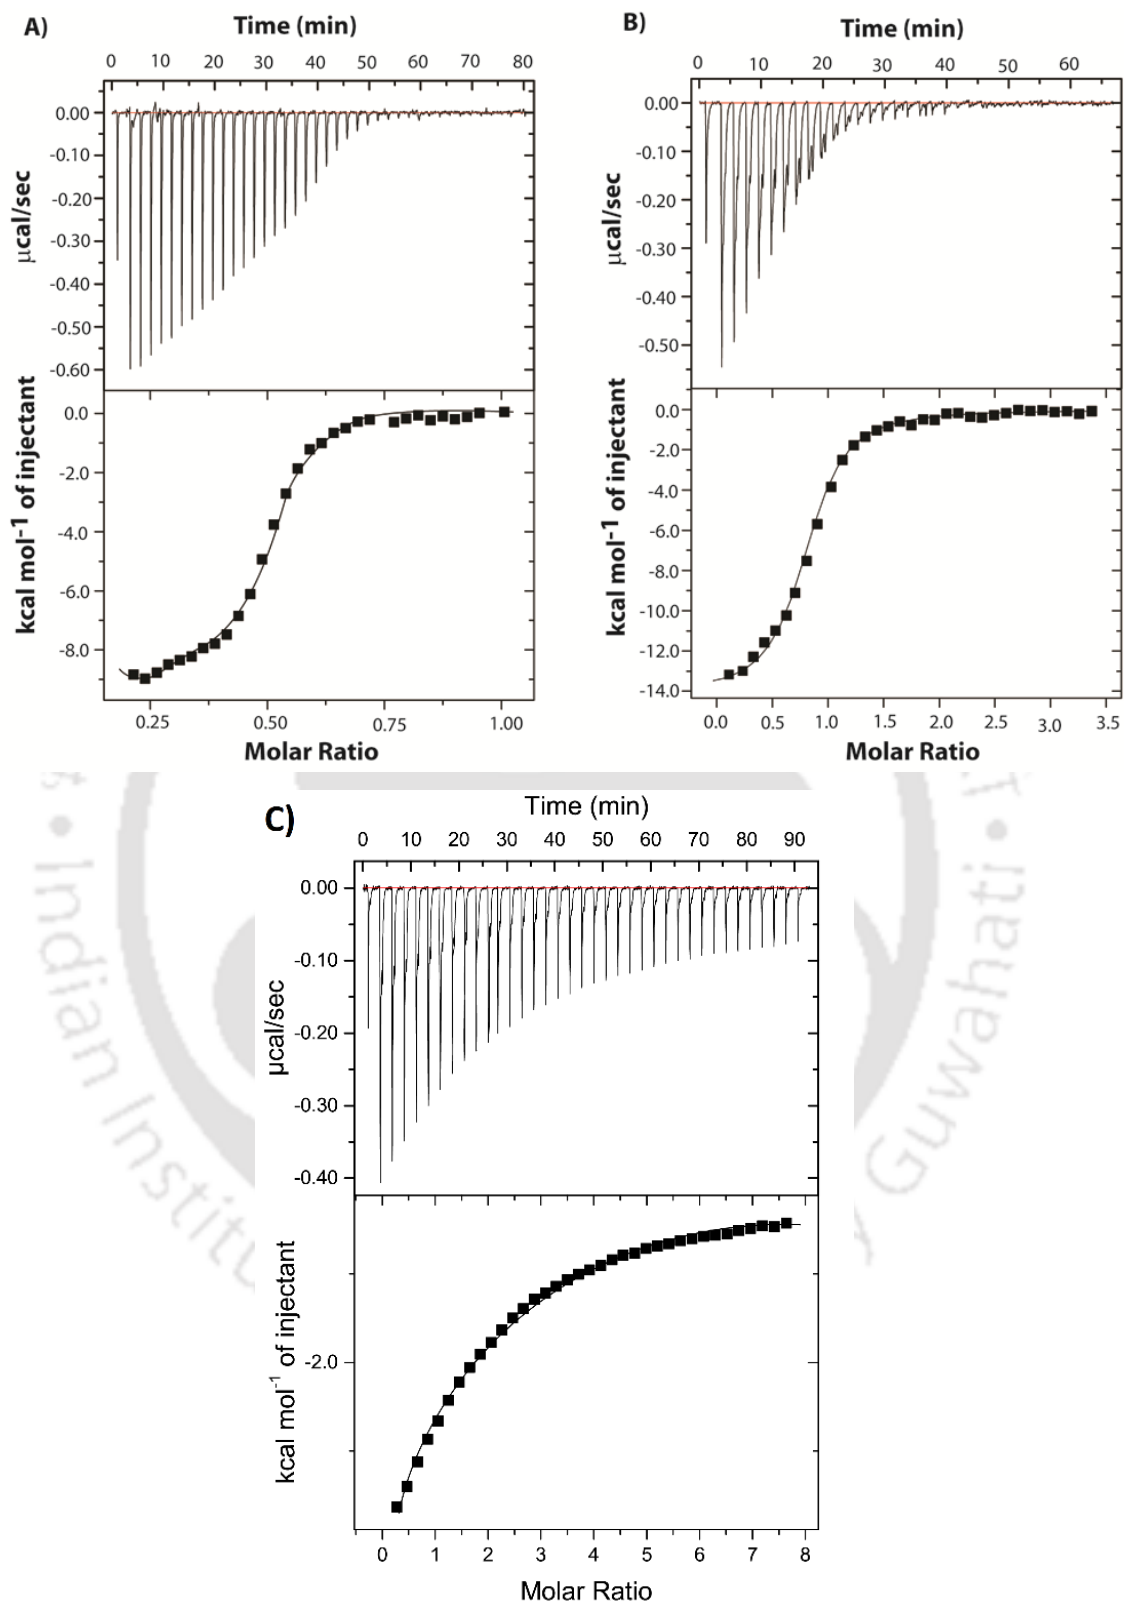 A)
Time (min)
0 10 20 30 40 50 60 70 80
0.00
-0.10
-0.20
-0.30
-0.40
-0.50
-0.60
µcal/sec
0.0
-2.0
-4.0
-6.0
-8.0
kcal mol⁻¹ of injectant
0.25 0.50 0.75 1.00
Molar Ratio
B)
Time (min)
0 10 20 30 40 50 60
0.00
-0.10
-0.20
-0.30
-0.40
-0.50
µcal/sec
0.0
-2.0
-4.0
-6.0
-8.0
-10.0
-12.0
-14.0
kcal mol⁻¹ of injectant
0.0 0.5 1.0 1.5 2.0 2.5 3.0 3.5
Molar Ratio
C)
Time (min)
0 10 20 30 40 50 60 70 80 90
0.00
-0.10
-0.20
-0.30
-0.40
µcal/sec
-2.0
kcal mol⁻¹ of injectant
0 1 2 3 4 5 6 7 8
Molar Ratio
Indian
Guwahati